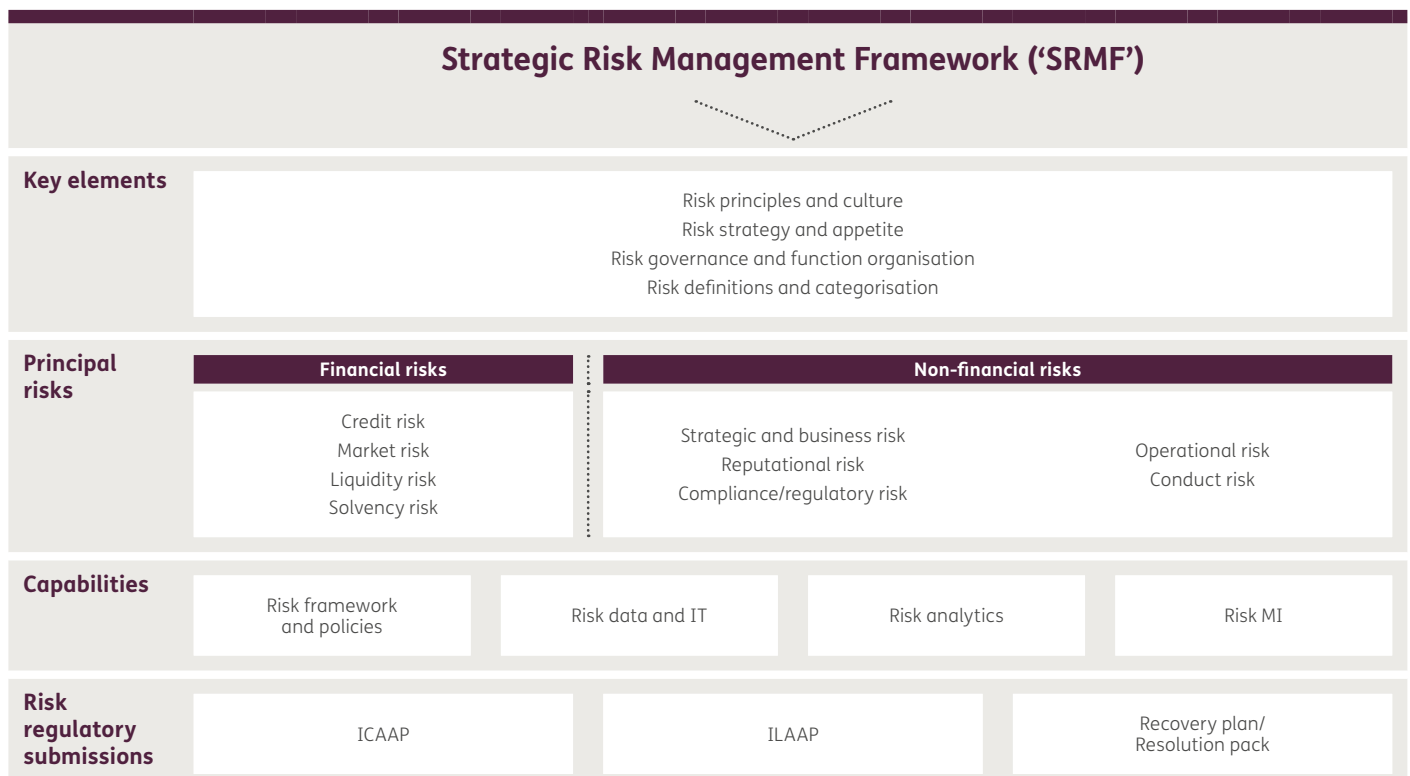 Strategic Risk Management Framework (‘SRMF’)
Key elements
Risk principles and culture
Risk strategy and appetite
Risk governance and function organisation
Risk definitions and categorisation
Principal
risks
Financial risks
Credit risk
Market risk
Liquidity risk
Solvency risk
Non-financial risks
Strategic and business risk
Reputational risk
Compliance/regulatory risk
Operational risk
Conduct risk
Capabilities
Risk framework
and policies
Risk data and IT
Risk analytics
Risk MI
Risk
regulatory
submissions
ICAAP
ILAAP
Recovery plan/
Resolution pack